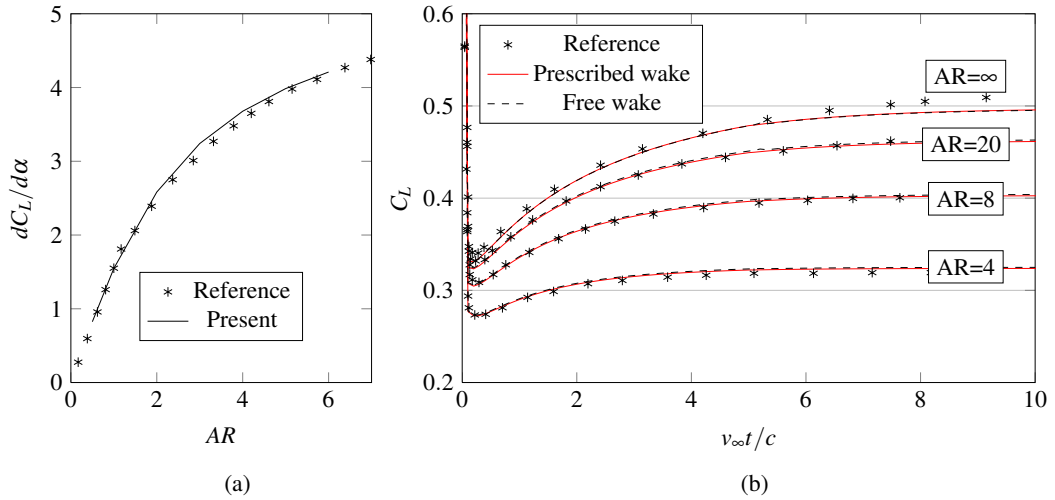 5
4
3
2
1
0
dC_L/dα
Reference
Present
0 2 4 6
AR
(a)
0.6
0.5
0.4
0.3
0.2
C_L
Reference
Prescribed wake
Free wake
AR=∞
AR=20
AR=8
AR=4
0 2 4 6 8 10
v_∞t/c
(b)